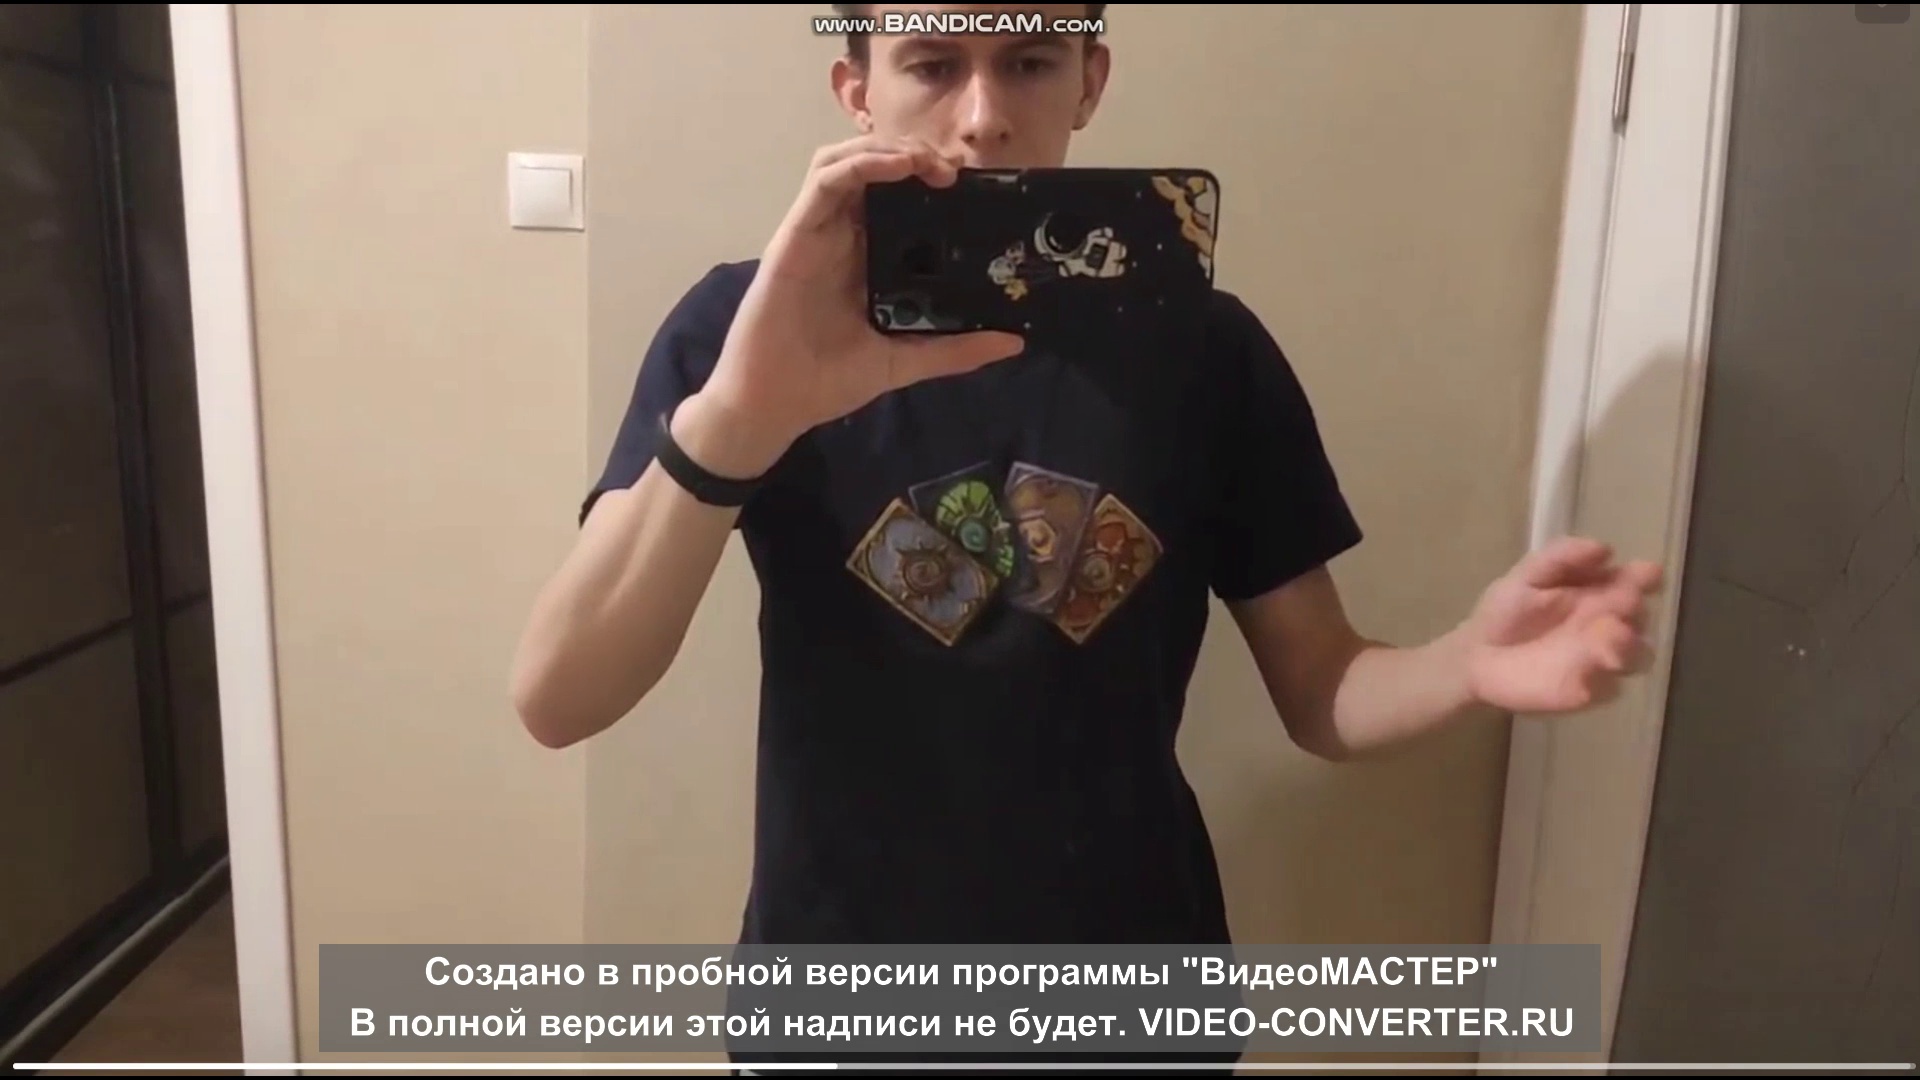 www.BANDICAM.com
Создано в пробной версии программы "ВидеоМАСТЕР"
В полной версии этой надписи не будет. VIDEO-CONVERTER.RU